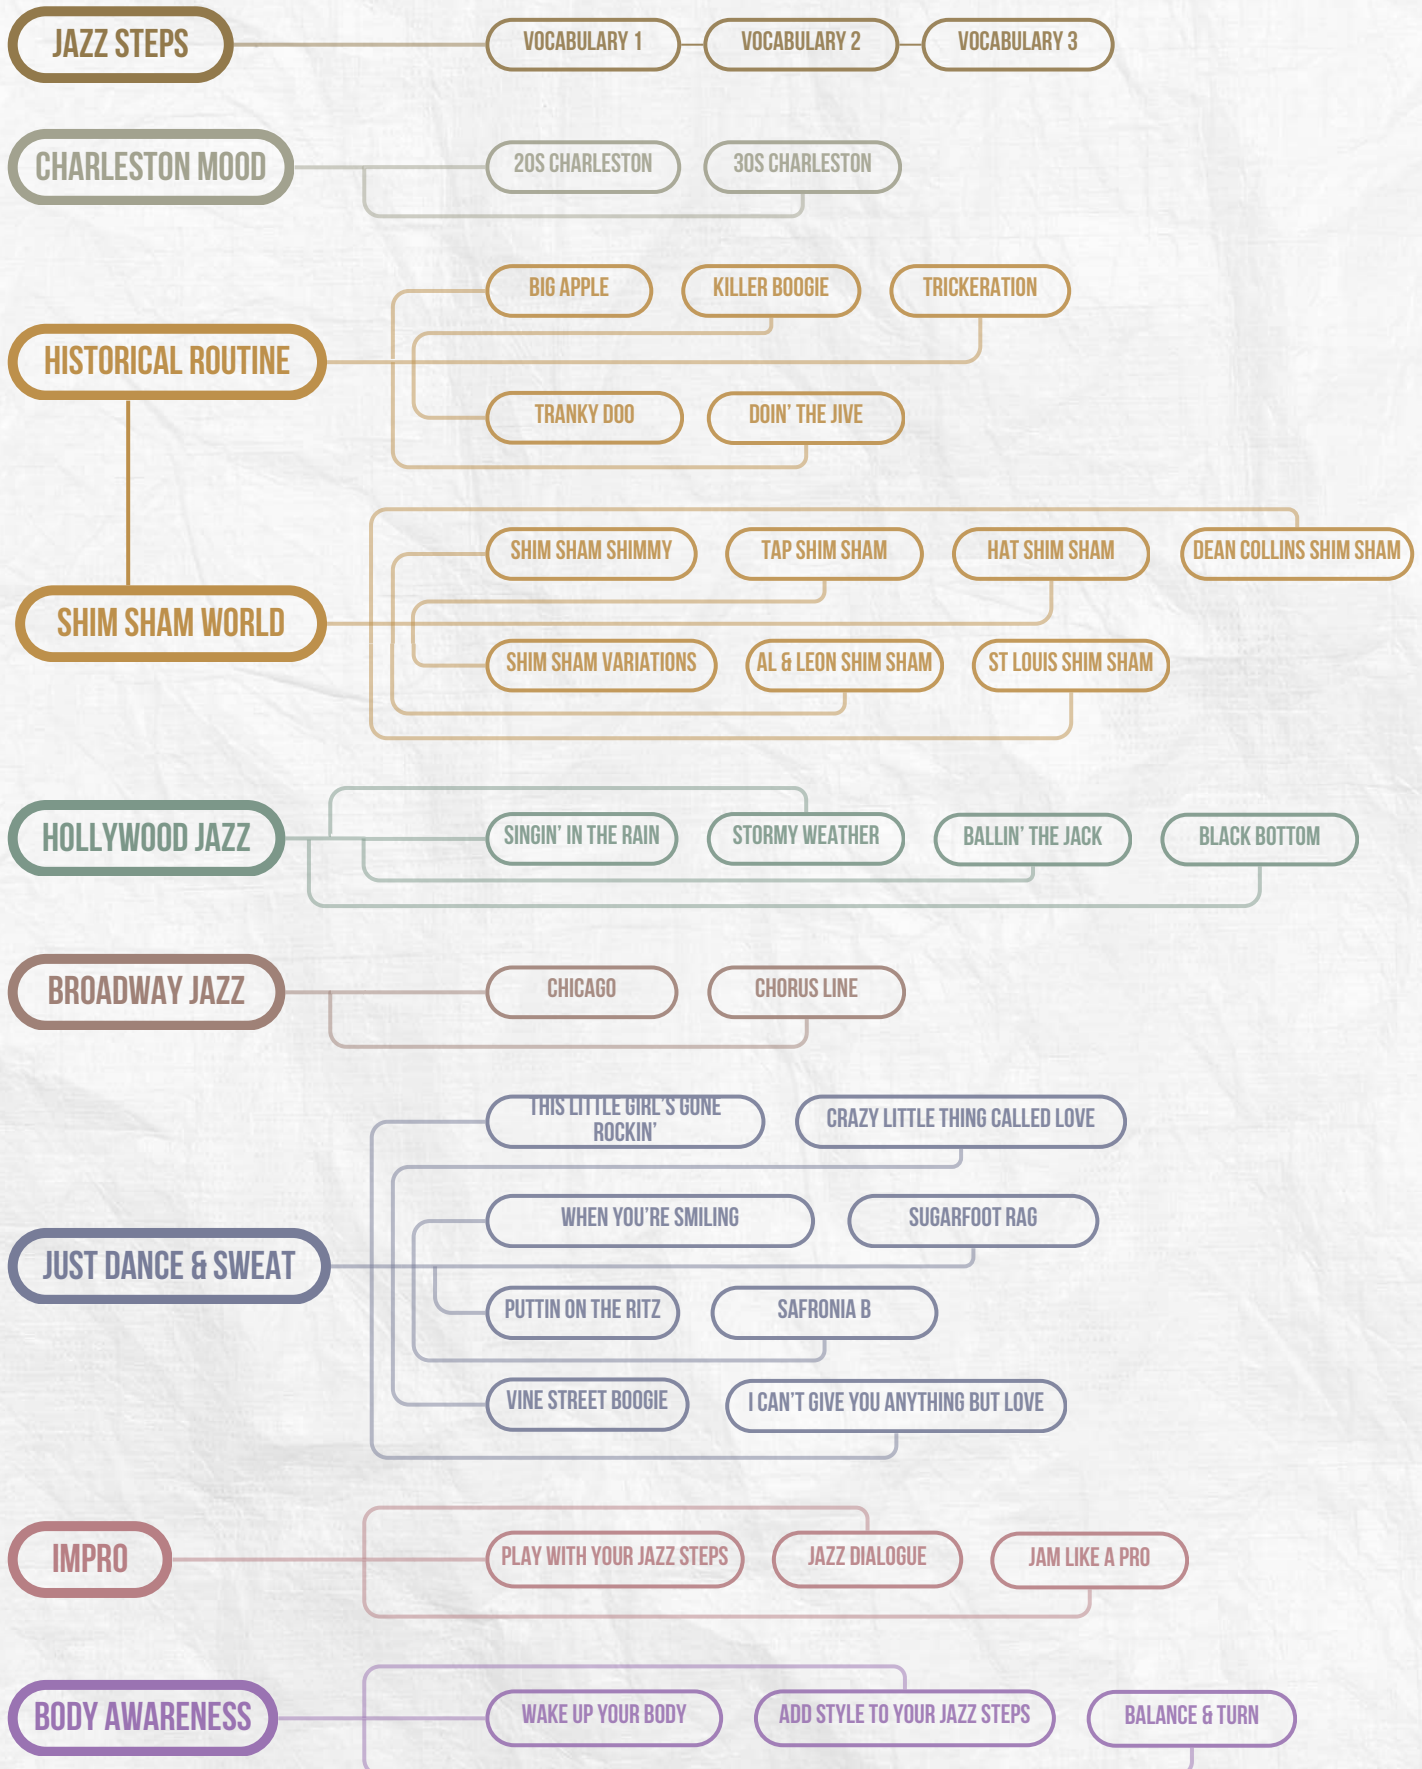 JAZZ STEPS
VOCABULARY 1
VOCABULARY 2
VOCABULARY 3
CHARLESTON MOOD
20S CHARLESTON
30S CHARLESTON
BIG APPLE
KILLER BOOGIE
TRICKERATION
HISTORICAL ROUTINE
TRANKY DOO
DOIN' THE JIVE
SHIM SHAM SHIMMY
TAP SHIM SHAM
HAT SHIM SHAM
DEAN COLLINS SHIM SHAM
SHIM SHAM WORLD
SHIM SHAM VARIATIONS
AL & LEON SHIM SHAM
ST LOUIS SHIM SHAM
HOLLYWOOD JAZZ
SINGIN' IN THE RAIN
STORMY WEATHER
BALLIN' THE JACK
BLACK BOTTOM
BROADWAY JAZZ
CHICAGO
CHORUS LINE
THIS LITTLE GIRL'S GONE
ROCKIN'
CRAZY LITTLE THING CALLED LOVE
WHEN YOU'RE SMILING
SUGARFOOT RAG
JUST DANCE & SWEAT
PUTTIN ON THE RITZ
SAFRONIA B
VINE STREET BOOGIE
I CAN'T GIVE YOU ANYTHING BUT LOVE
IMPRO
PLAY WITH YOUR JAZZ STEPS
JAZZ DIALOGUE
JAM LIKE A PRO
BODY AWARENESS
WAKE UP YOUR BODY
ADD STYLE TO YOUR JAZZ STEPS
BALANCE & TURN